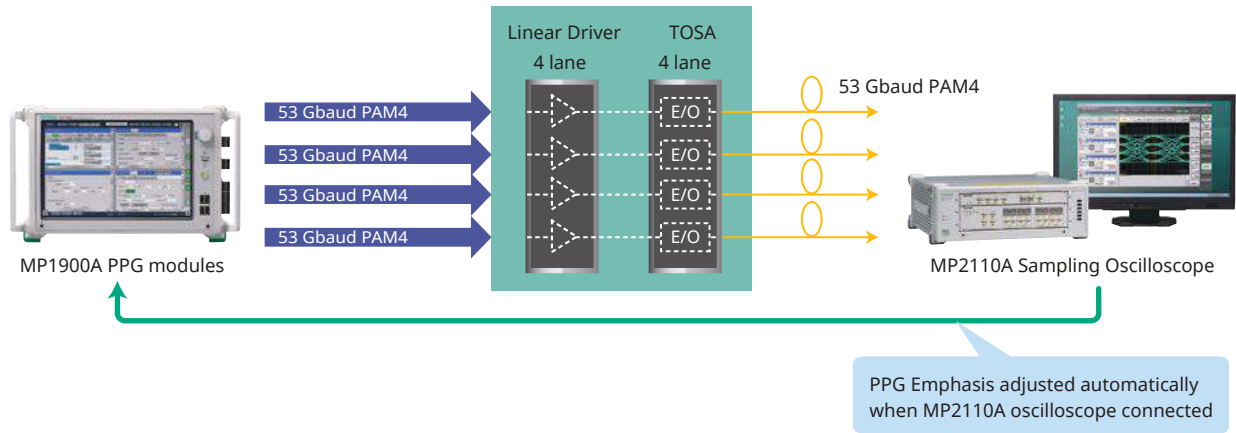 Linear Driver
4 lane
TOSA
4 lane
53 Gbaud PAM4
53 Gbaud PAM4
53 Gbaud PAM4
53 Gbaud PAM4
E/O
E/O
E/O
E/O
53 Gbaud PAM4
MP1900A PPG modules
MP2110A Sampling Oscilloscope
PPG Emphasis adjusted automatically
when MP2110A oscilloscope connected